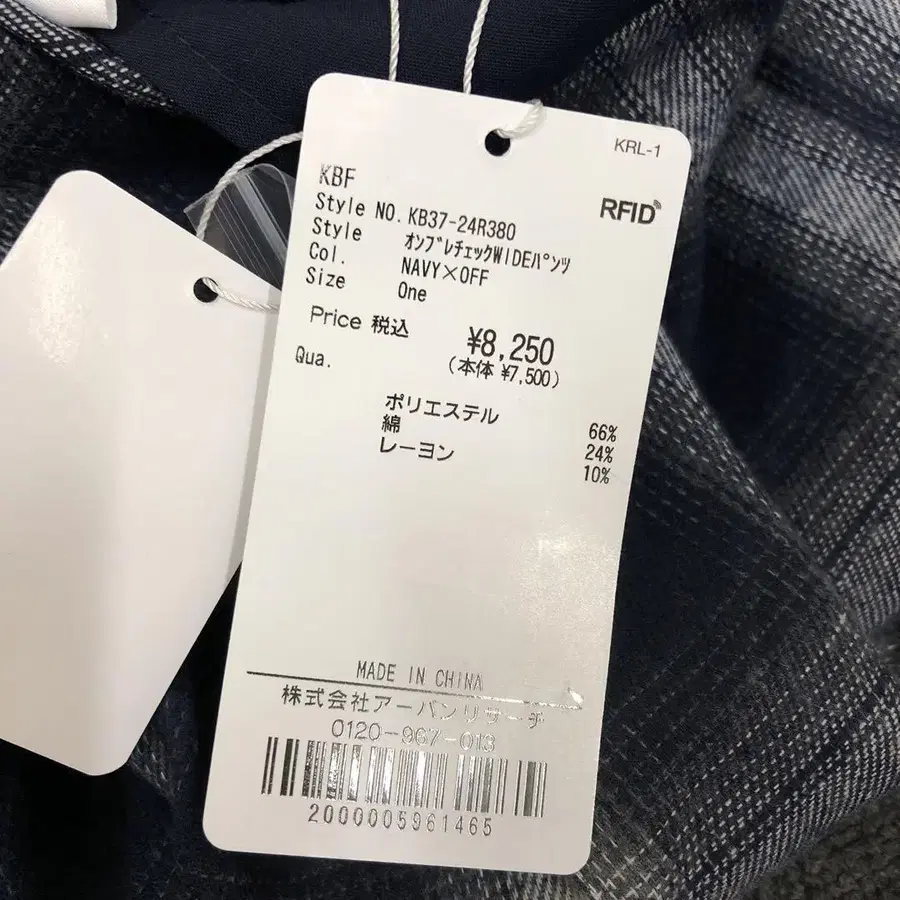 KRL-1
RFID
KBF
Style NO. KB37-24R380
Style オンブレチェックWIDEパンツ
Col. NAVY×OFF
Size One
Price 税込 ¥8,250
(本体 ¥7,500)
Qua.
ポリエステル 66%
綿 24%
レーヨン 10%
MADE IN CHINA
株式会社アーバンリサーチ
0120-967-013
2000005961465